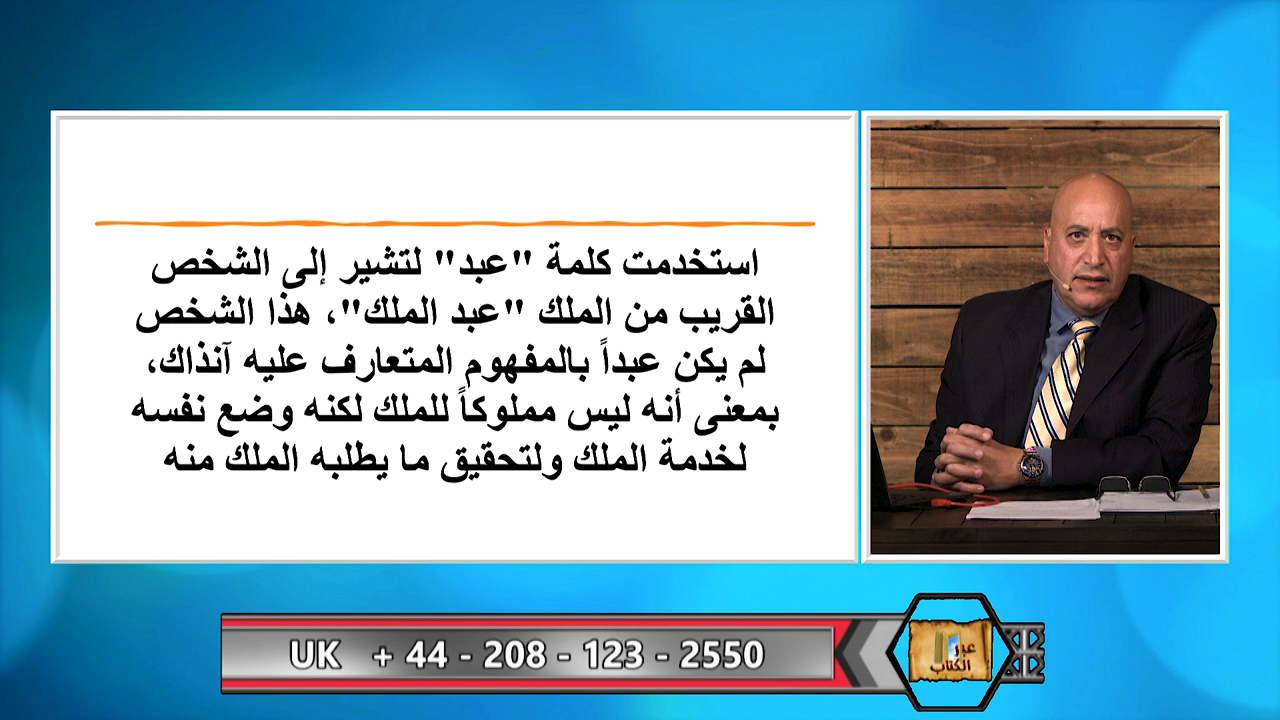 استخدمت كلمة "عبد" لتشير إلى الشخص
القريب من الملك "عبد الملك"، هذا الشخص
لم يكن عبداً بالمفهوم المتعارف عليه آنذاك،
بمعنى أنه ليس مملوكاً للملك لكنه وضع نفسه
لخدمة الملك ولتحقيق ما يطلبه الملك منه
UK + 44 - 208 - 123 - 2550
عبر
الكتاب